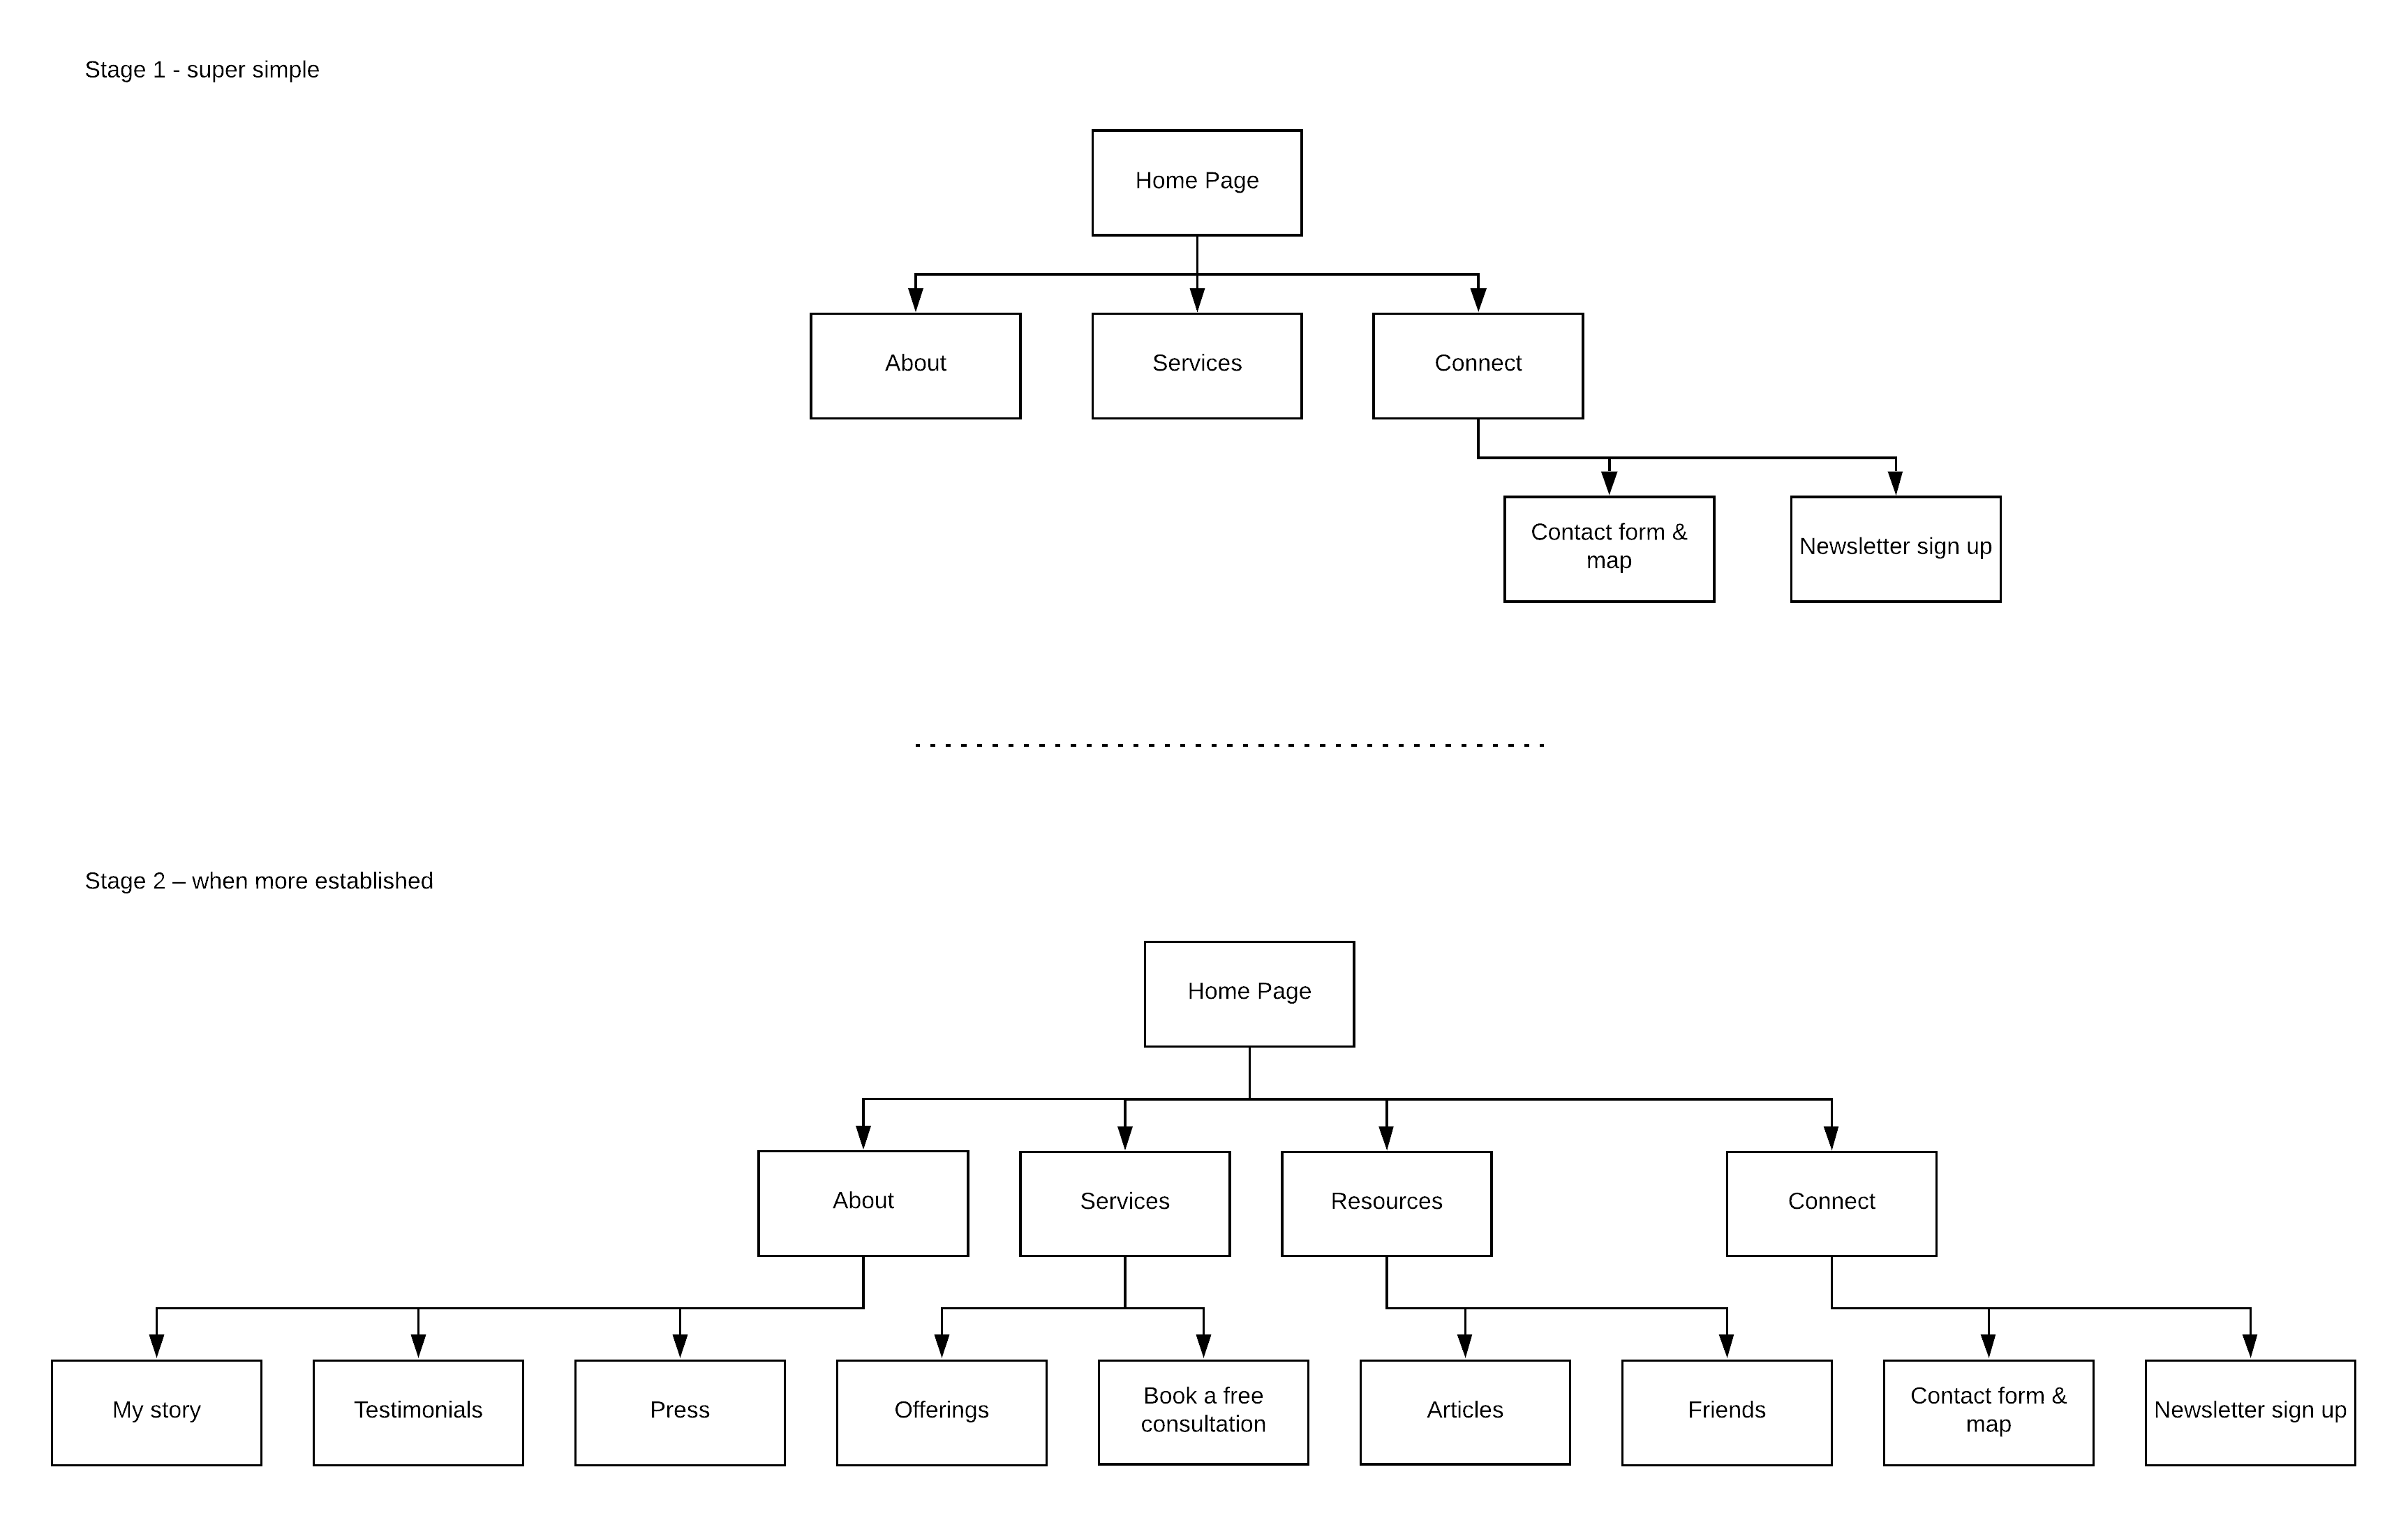 Stage 1 - super simple
Home Page
About
Services
Connect
Contact form &
map
Newsletter sign up
Stage 2 – when more established
Home Page
About
Services
Resources
Connect
My story
Testimonials
Press
Offerings
Book a free
consultation
Articles
Friends
Contact form &
map
Newsletter sign up